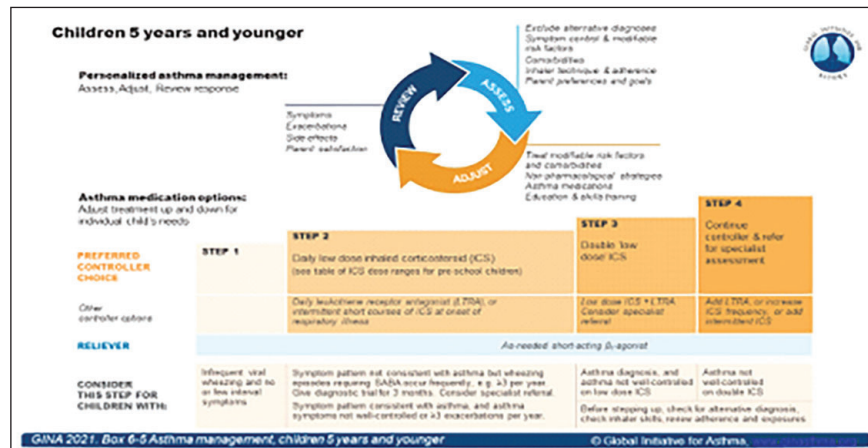 Children 5 years and younger
Personalized asthma management:
Assess, Adjust, Review response
Exclude alternative diagnoses
Symptom control & modifiable
risk factors
Comorbidities
Inhaler technique & adherence
Parent preferences and goals
REVIEW
ASSESS
ADJUST
Symptoms
Exacerbations
Side effects
Parent satisfaction
Treat modifiable risk factors
and comorbidities
Non pharmacological strategies
Asthma medications
Education & skills training
Asthma medication options:
Adjust treatment up and down for
individual child's needs
PREFERRED
CONTROLLER
CHOICE
STEP 1
STEP 2
Daily low dose inhaled corticosteroid (ICS)
(see table of ICS dose ranges for pre-school children)
STEP 3
Double 'low
dose' ICS
STEP 4
Continue
controller & refer
for specialist
assessment
Other
controller options
Daily leukotriene receptor antagonist (LTRA), or
intermittent short courses of ICS at onset of
respiratory illness
Low dose ICS + LTRA
Consider specialist
referral
Add LTRA, or increase
ICS frequency, or add
intermittent ICS
RELIEVER
As-needed short-acting β₂-agonist
CONSIDER
THIS STEP FOR
CHILDREN WITH:
Infrequent viral
wheezing and no
or few interval
symptoms
Symptom pattern not consistent with asthma but wheezing
episodes requiring SABA occur frequently, e.g. ≥3 per year.
Give diagnostic trial for 3 months. Consider specialist referral.
Symptom pattern consistent with asthma, and asthma
symptoms not well-controlled or ≥3 exacerbations per year.
Asthma diagnosis, and
asthma not well-controlled
on low dose ICS
Asthma not
well-controlled
on double ICS
Before stepping up, check for alternative diagnosis,
check inhaler skills, review adherence and exposures
GINA 2021, Box 6-5 Asthma management, children 5 years and younger
© Global Initiative for Asthma,